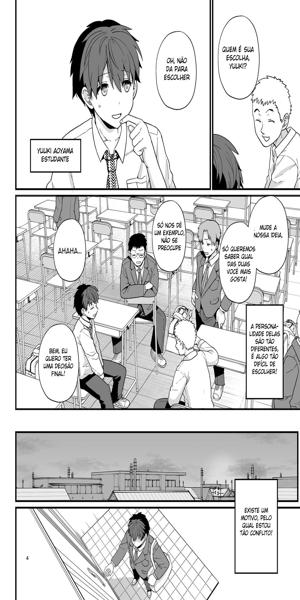 QUEM É SUA
ESCOLHA,
YUUKI?
OH, NÃO
DA PARA
ESCOLHER
YUUKI AOYAMA
ESTUDANTE
MUDE A
NOSSA IDEIA,
SÓ QUEREMOS
SABER QUAL
DAS DUAS
VOCÊ MAIS
GOSTA!
SÓ NOS DE
UM EXEMPLO,
NÃO SE
PREOCUPE
AHAHA...
BEM, EU
QUERO TER
UMA DECISÃO
FINAL!
A PERSONA-
LIDADE DELAS
SÃO TÃO
DIFERENTES,
É ALGO TÃO
DIFÍCIL DE
ESCOLHER!
EXISTE UM
MOTIVO, PELO
QUAL ESTOU
TÃO CONFLITO!
4